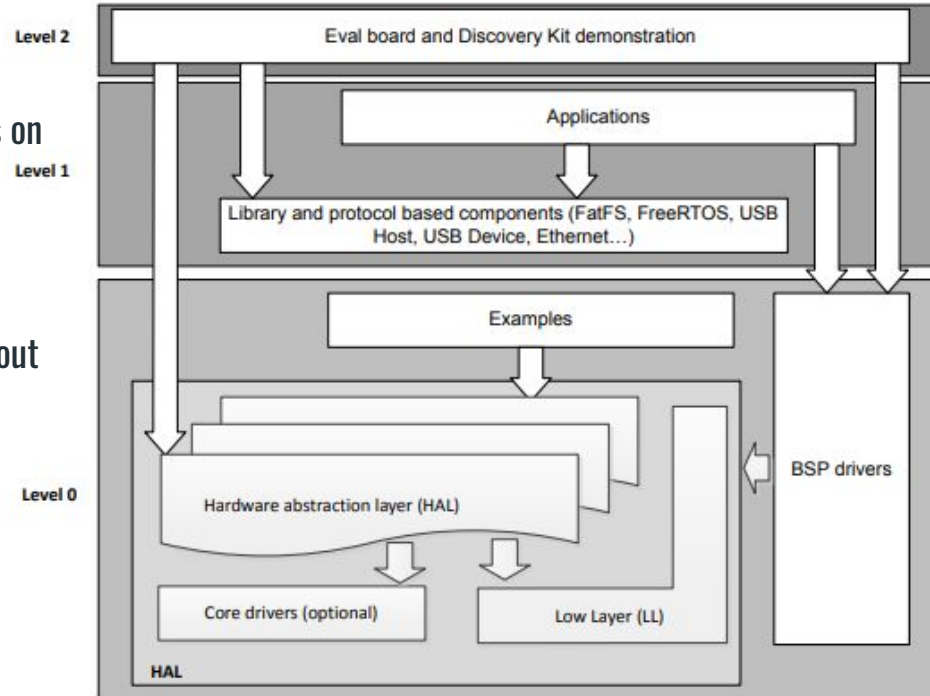 Level 2
Eval board and Discovery Kit demonstration
on
Applications
Level 1
Library and protocol based components (FatFS, FreeRTOS, USB
Host, USB Device, Ethernet…)
Examples
out
BSP drivers
Level 0
Hardware abstraction layer (HAL)
Core drivers (optional)
Low Layer (LL)
HAL